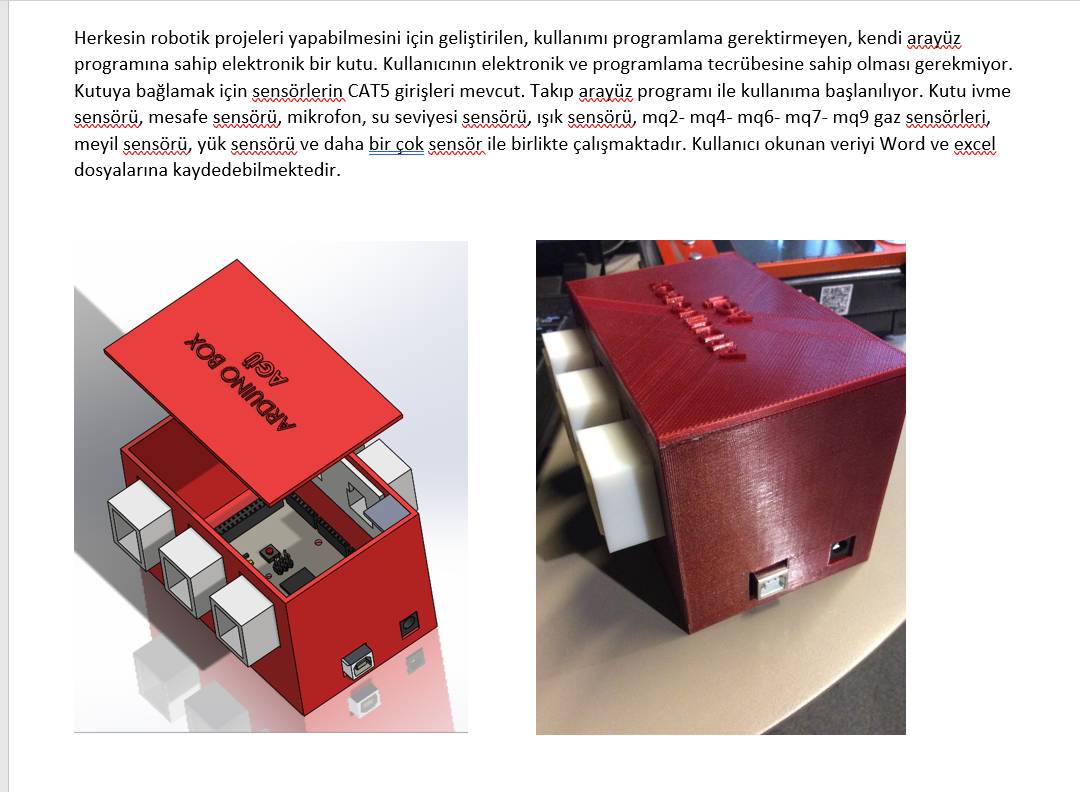 Herkesin robotik projeleri yapabilmesini için geliştirilen, kullanımı programlama gerektirmeyen, kendi arayüz
programına sahip elektronik bir kutu. Kullanıcının elektronik ve programlama tecrübesine sahip olması gerekmiyor.
Kutuya bağlamak için sensörlerin CAT5 girişleri mevcut. Takıp arayüz programı ile kullanıma başlanılıyor. Kutu ivme
sensörü, mesafe sensörü, mikrofon, su seviyesi sensörü, ışık sensörü, mq2- mq4- mq6- mq7- mq9 gaz sensörleri,
meyil sensörü, yük sensörü ve daha bir çok sensör ile birlikte çalışmaktadır. Kullanıcı okunan veriyi Word ve excel
dosyalarına kaydedebilmektedir.
ARDUINO BOX
AGÜ